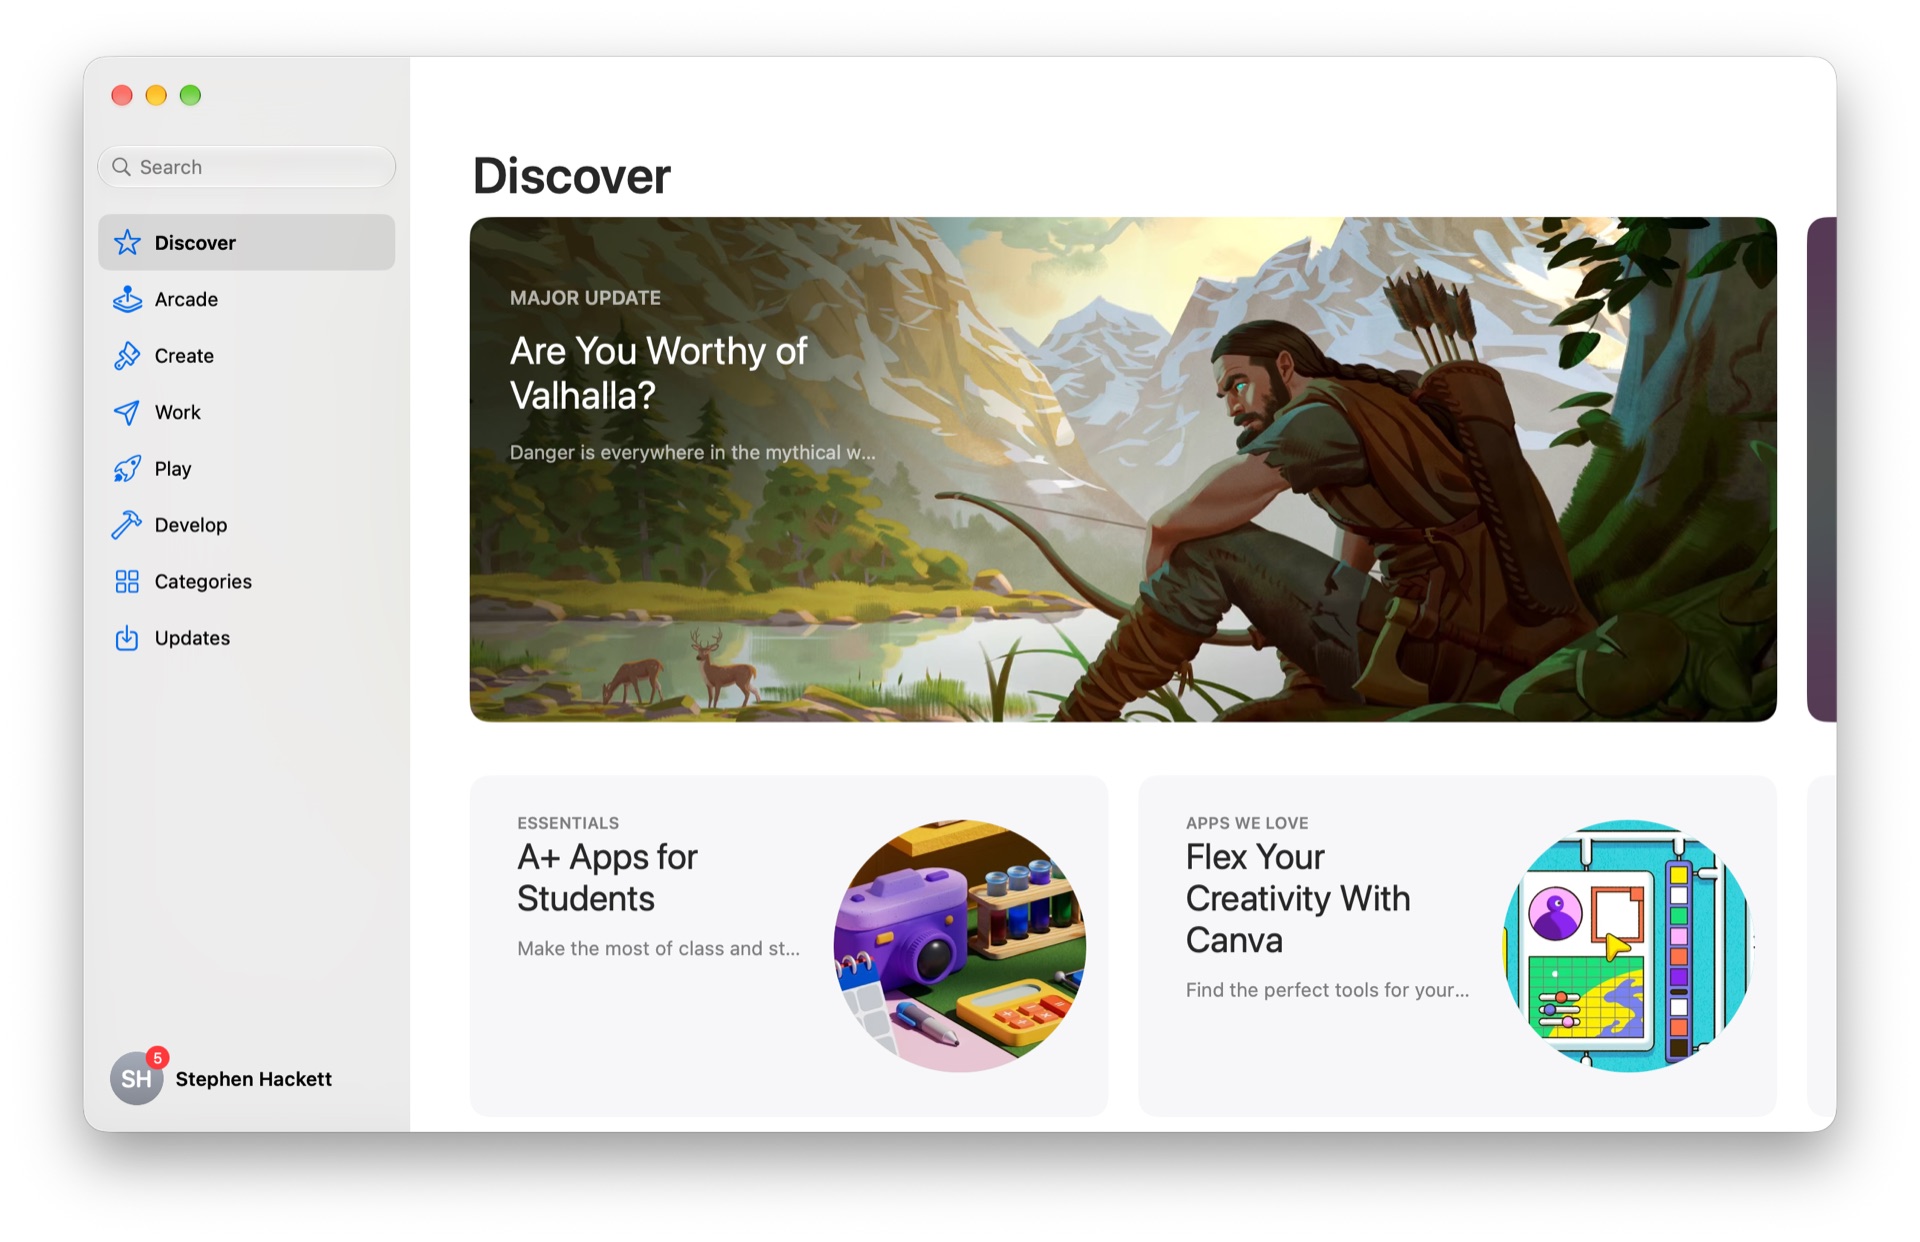 Search
Discover
Arcade
Create
Work
Play
Develop
Categories
Updates
SH
5
Stephen Hackett
Discover
MAJOR UPDATE
Are You Worthy of
Valhalla?
Danger is everywhere in the mythical w...
ESSENTIALS
A+ Apps for
Students
Make the most of class and st...
APPS WE LOVE
Flex Your
Creativity With
Canva
Find the perfect tools for your...